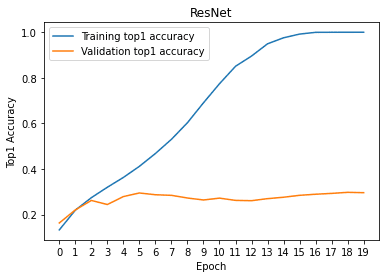 ResNet
Training top1 accuracy
Validation top1 accuracy
Top1 Accuracy
1.0
0.8
0.6
0.4
0.2
0 1 2 3 4 5 6 7 8 9 10 11 12 13 14 15 16 17 18 19
Epoch